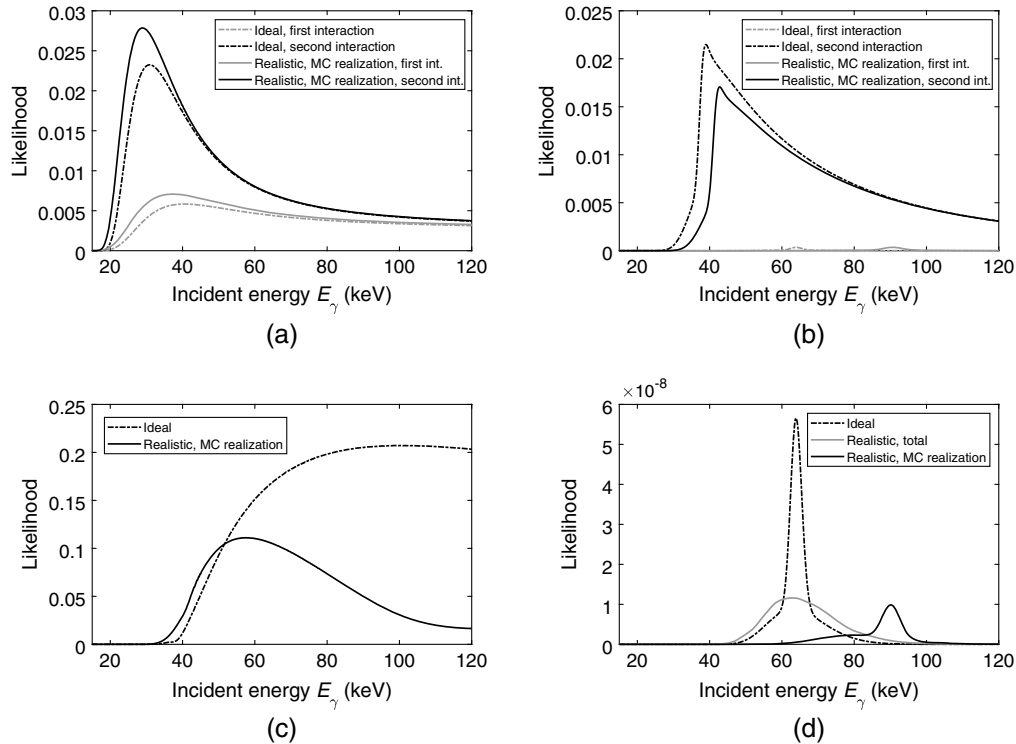 0.03
0.025
0.02
0.015
0.01
0.005
0
Likelihood
Ideal, first interaction
Ideal, second interaction
Realistic, MC realization, first int.
Realistic, MC realization, second int.
20 40 60 80 100 120
Incident energy Eγ (keV)
(a)
0.025
0.02
0.015
0.01
0.005
0
Likelihood
Ideal, first interaction
Ideal, second interaction
Realistic, MC realization, first int.
Realistic, MC realization, second int.
20 40 60 80 100 120
Incident energy Eγ (keV)
(b)
0.25
0.2
0.15
0.1
0.05
0
Likelihood
Ideal
Realistic, MC realization
20 40 60 80 100 120
Incident energy Eγ (keV)
(c)
×10-8
6
5
4
3
2
1
0
Likelihood
Ideal
Realistic, total
Realistic, MC realization
20 40 60 80 100 120
Incident energy Eγ (keV)
(d)